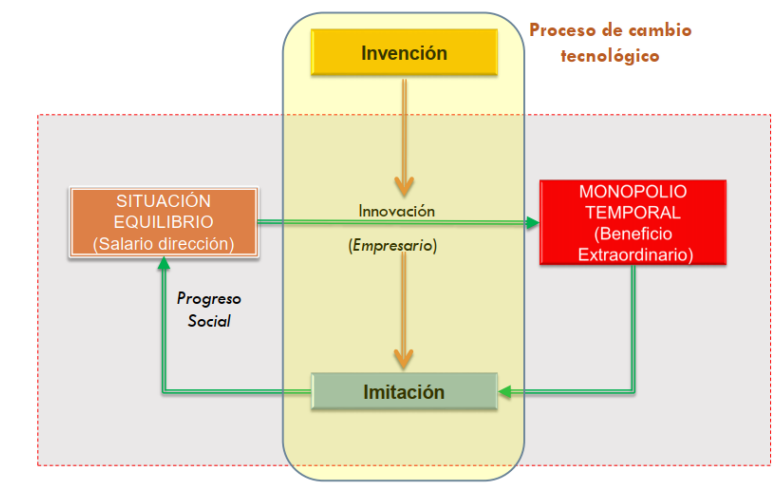 Proceso de cambio
tecnológico
Invención
SITUACIÓN
EQUILIBRIO
(Salario dirección)
Innovación
(Empresario)
MONOPOLIO
TEMPORAL
(Beneficio
Extraordinario)
Progreso
Social
Imitación